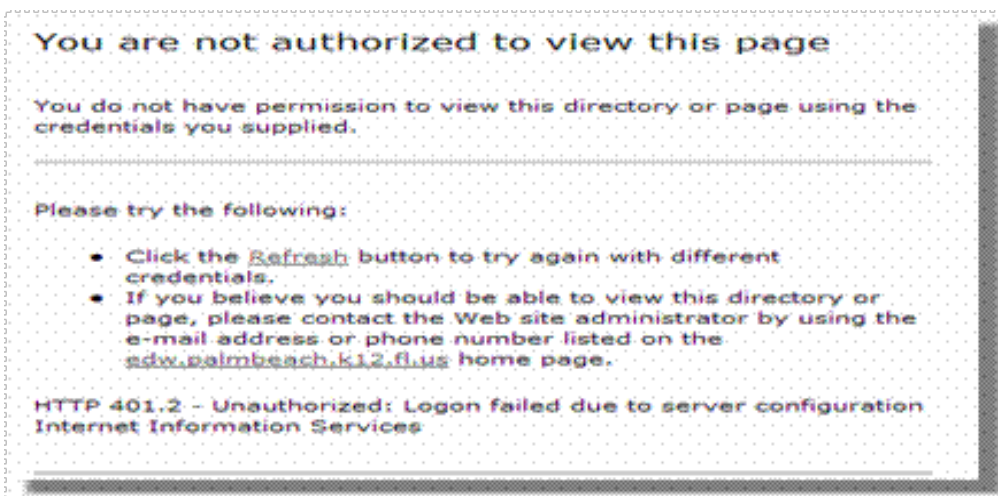 You are not authorized to view this page
You do not have permission to view this directory or page using the
credentials you supplied.
Please try the following:
• Click the Refresh button to try again with different
credentials.
• If you believe you should be able to view this directory or
page, please contact the Web site administrator by using the
e-mail address or phone number listed on the
edw.palmbeach.k12.fl.us home page.
HTTP 401.2 - Unauthorized: Logon failed due to server configuration
Internet Information Services